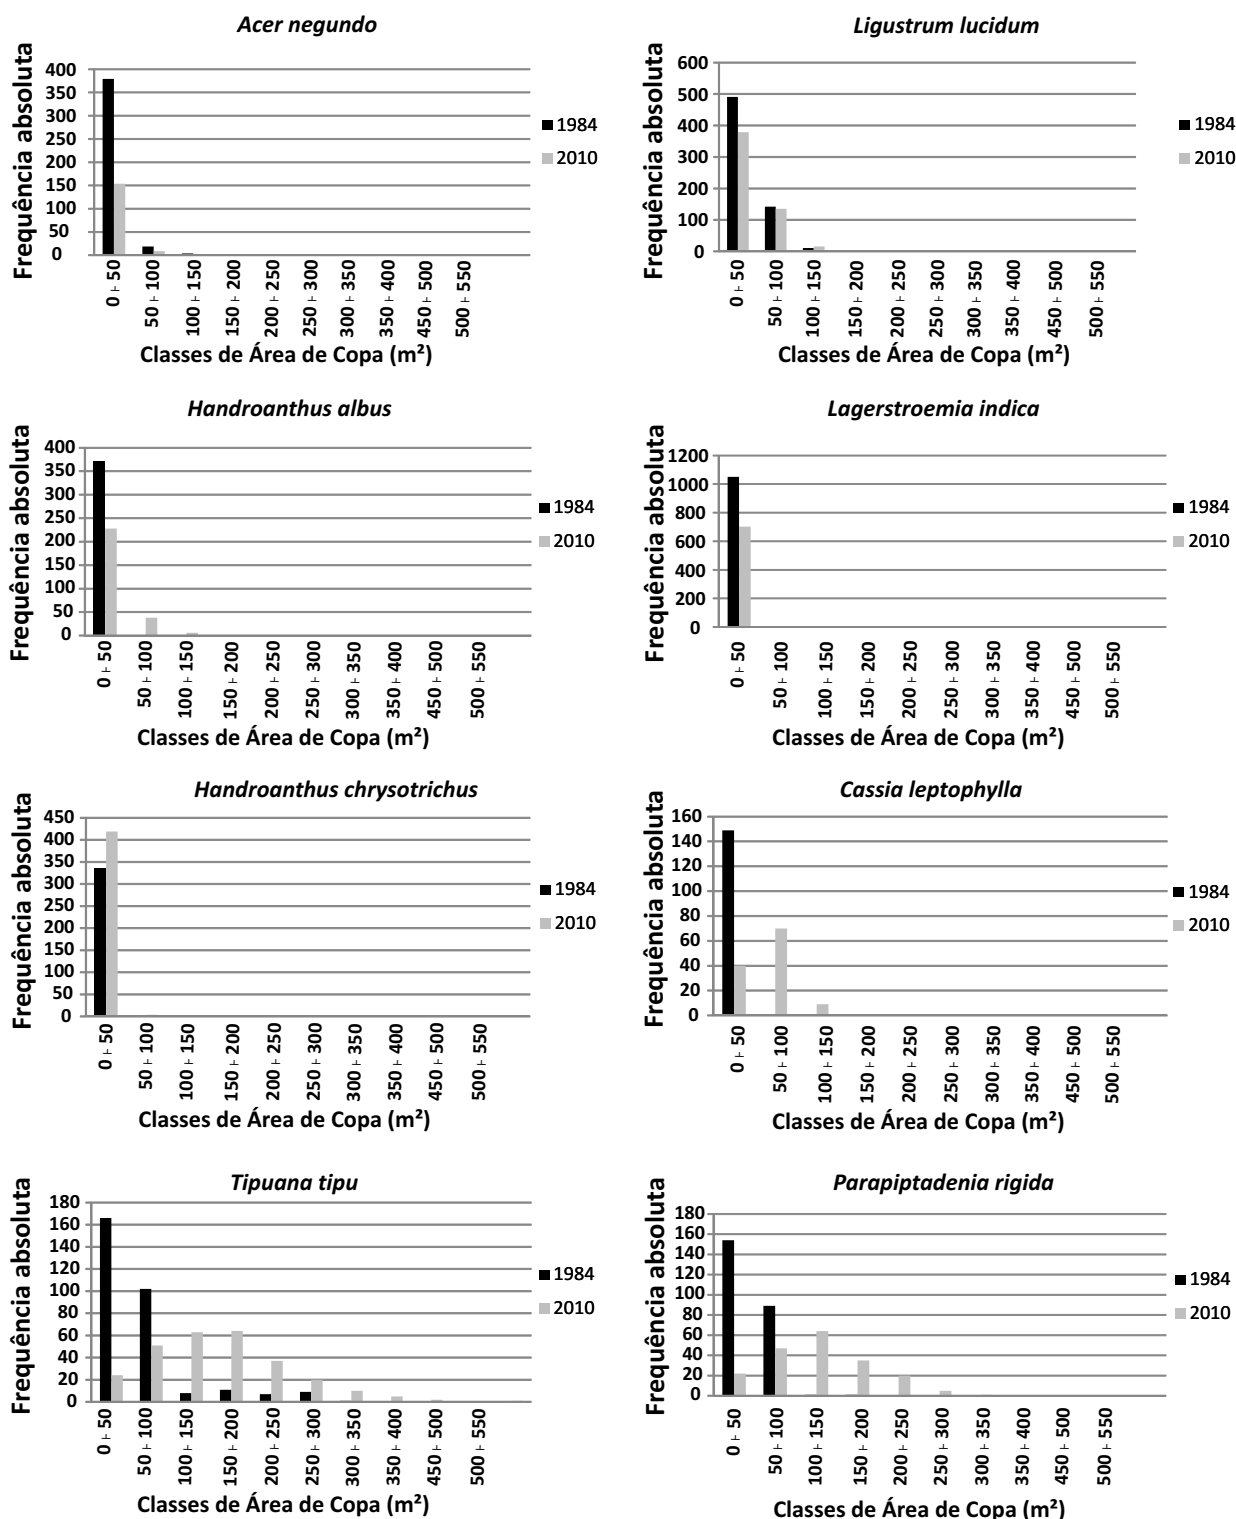 Acer negundo
Frequência absoluta
400
350
300
250
200
150
100
50
0
0 ⊢ 50
50 ⊢ 100
100 ⊢ 150
150 ⊢ 200
200 ⊢ 250
250 ⊢ 300
300 ⊢ 350
350 ⊢ 400
450 ⊢ 500
500 ⊢ 550
Classes de Área de Copa (m²)
1984
2010
Ligustrum lucidum
Frequência absoluta
600
500
400
300
200
100
0
0 ⊢ 50
50 ⊢ 100
100 ⊢ 150
150 ⊢ 200
200 ⊢ 250
250 ⊢ 300
300 ⊢ 350
350 ⊢ 400
450 ⊢ 500
500 ⊢ 550
Classes de Área de Copa (m²)
1984
2010
Handroanthus albus
Frequência absoluta
400
350
300
250
200
150
100
50
0
0 ⊢ 50
50 ⊢ 100
100 ⊢ 150
150 ⊢ 200
200 ⊢ 250
250 ⊢ 300
300 ⊢ 350
350 ⊢ 400
450 ⊢ 500
500 ⊢ 550
Classes de Área de Copa (m²)
1984
2010
Lagerstroemia indica
Frequência absoluta
1200
1000
800
600
400
200
0
0 ⊢ 50
50 ⊢ 100
100 ⊢ 150
150 ⊢ 200
200 ⊢ 250
250 ⊢ 300
300 ⊢ 350
350 ⊢ 400
450 ⊢ 500
500 ⊢ 550
Classes de Área de Copa (m²)
1984
2010
Handroanthus chrysotrichus
Frequência absoluta
450
400
350
300
250
200
150
100
50
0
0 ⊢ 50
50 ⊢ 100
100 ⊢ 150
150 ⊢ 200
200 ⊢ 250
250 ⊢ 300
300 ⊢ 350
350 ⊢ 400
450 ⊢ 500
500 ⊢ 550
Classes de Área de Copa (m²)
1984
2010
Cassia leptophylla
Frequência absoluta
160
140
120
100
80
60
40
20
0
0 ⊢ 50
50 ⊢ 100
100 ⊢ 150
150 ⊢ 200
200 ⊢ 250
250 ⊢ 300
300 ⊢ 350
350 ⊢ 400
450 ⊢ 500
500 ⊢ 550
Classes de Área de Copa (m²)
1984
2010
Tipuana tipu
Frequência absoluta
180
160
140
120
100
80
60
40
20
0
0 ⊢ 50
50 ⊢ 100
100 ⊢ 150
150 ⊢ 200
200 ⊢ 250
250 ⊢ 300
300 ⊢ 350
350 ⊢ 400
450 ⊢ 500
500 ⊢ 550
Classes de Área de Copa (m²)
1984
2010
Parapiptadenia rigida
Frequência absoluta
180
160
140
120
100
80
60
40
20
0
0 ⊢ 50
50 ⊢ 100
100 ⊢ 150
150 ⊢ 200
200 ⊢ 250
250 ⊢ 300
300 ⊢ 350
350 ⊢ 400
450 ⊢ 500
500 ⊢ 550
Classes de Área de Copa (m²)
1984
2010